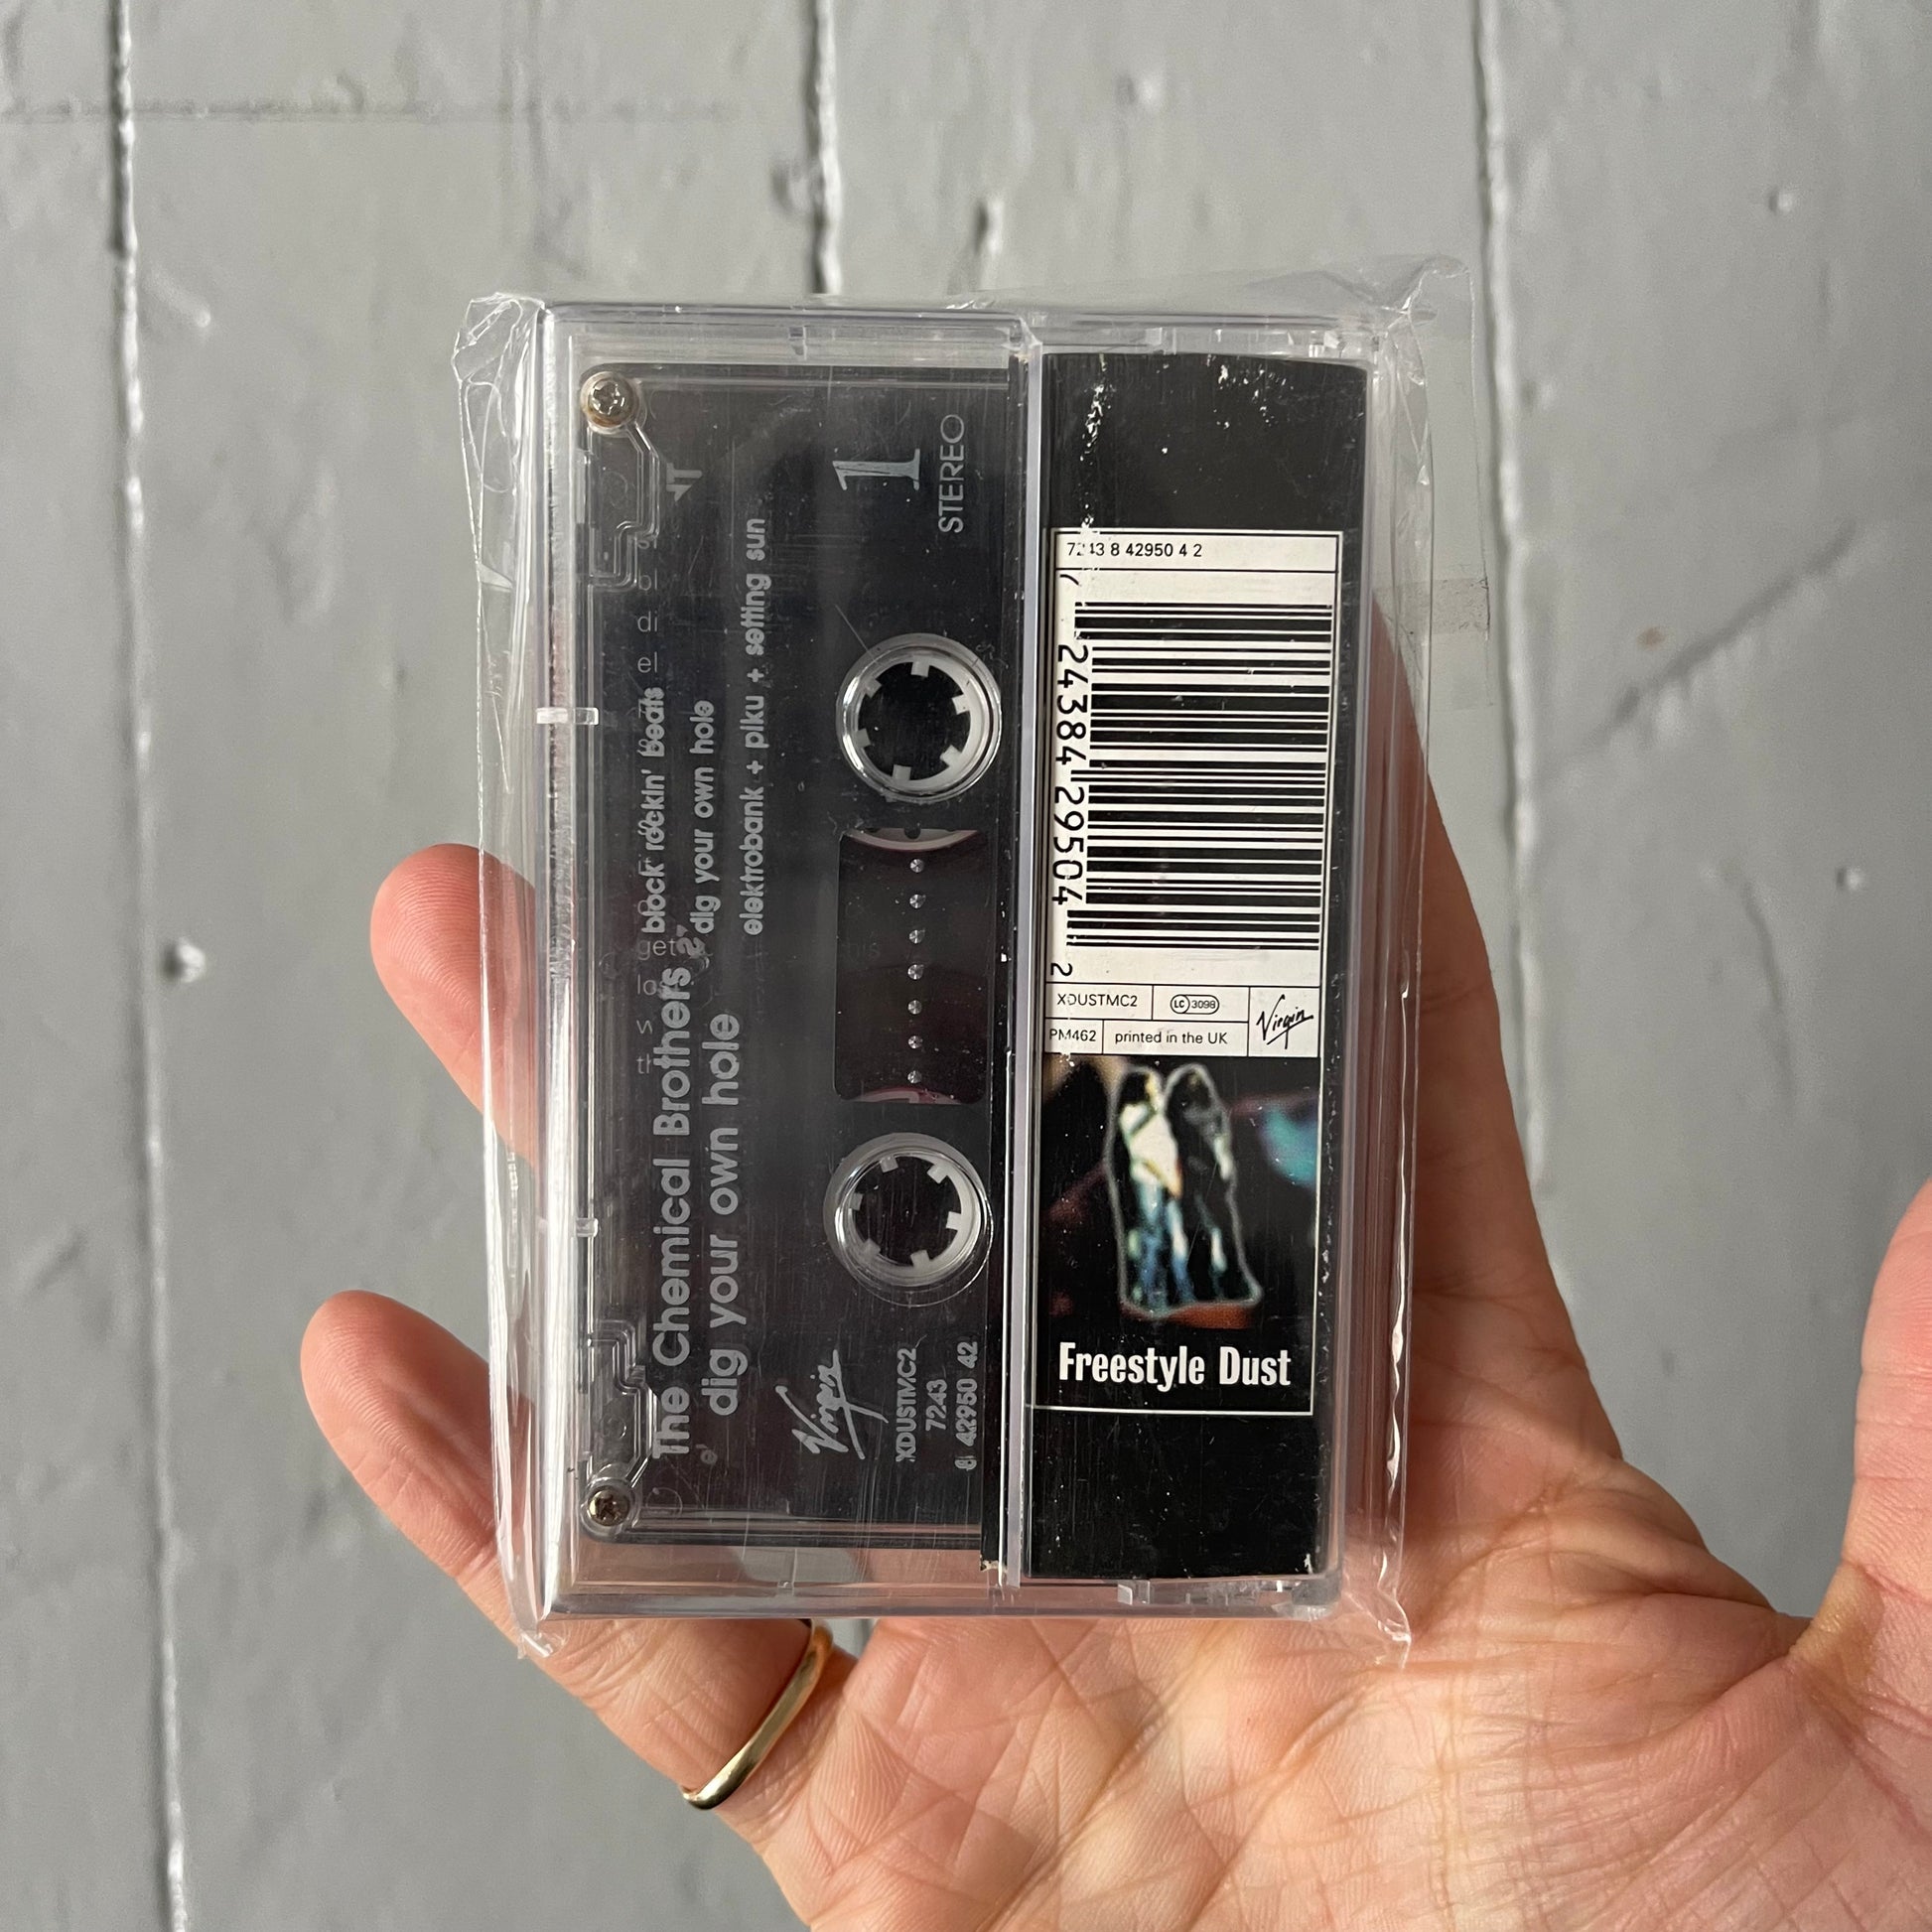 The Chemical Brothers
dig your own hole
block rockin' beats
dig your own hole
elektrobank + piku + setting sun
1
STEREO
Virgin
XDUSTMC2
7243
8 42950 42
7243 8 42950 4 2
7 24384 29504 2
XDUSTMC2
LC 3098
PM462
printed in the UK
Virgin
Freestyle Dust